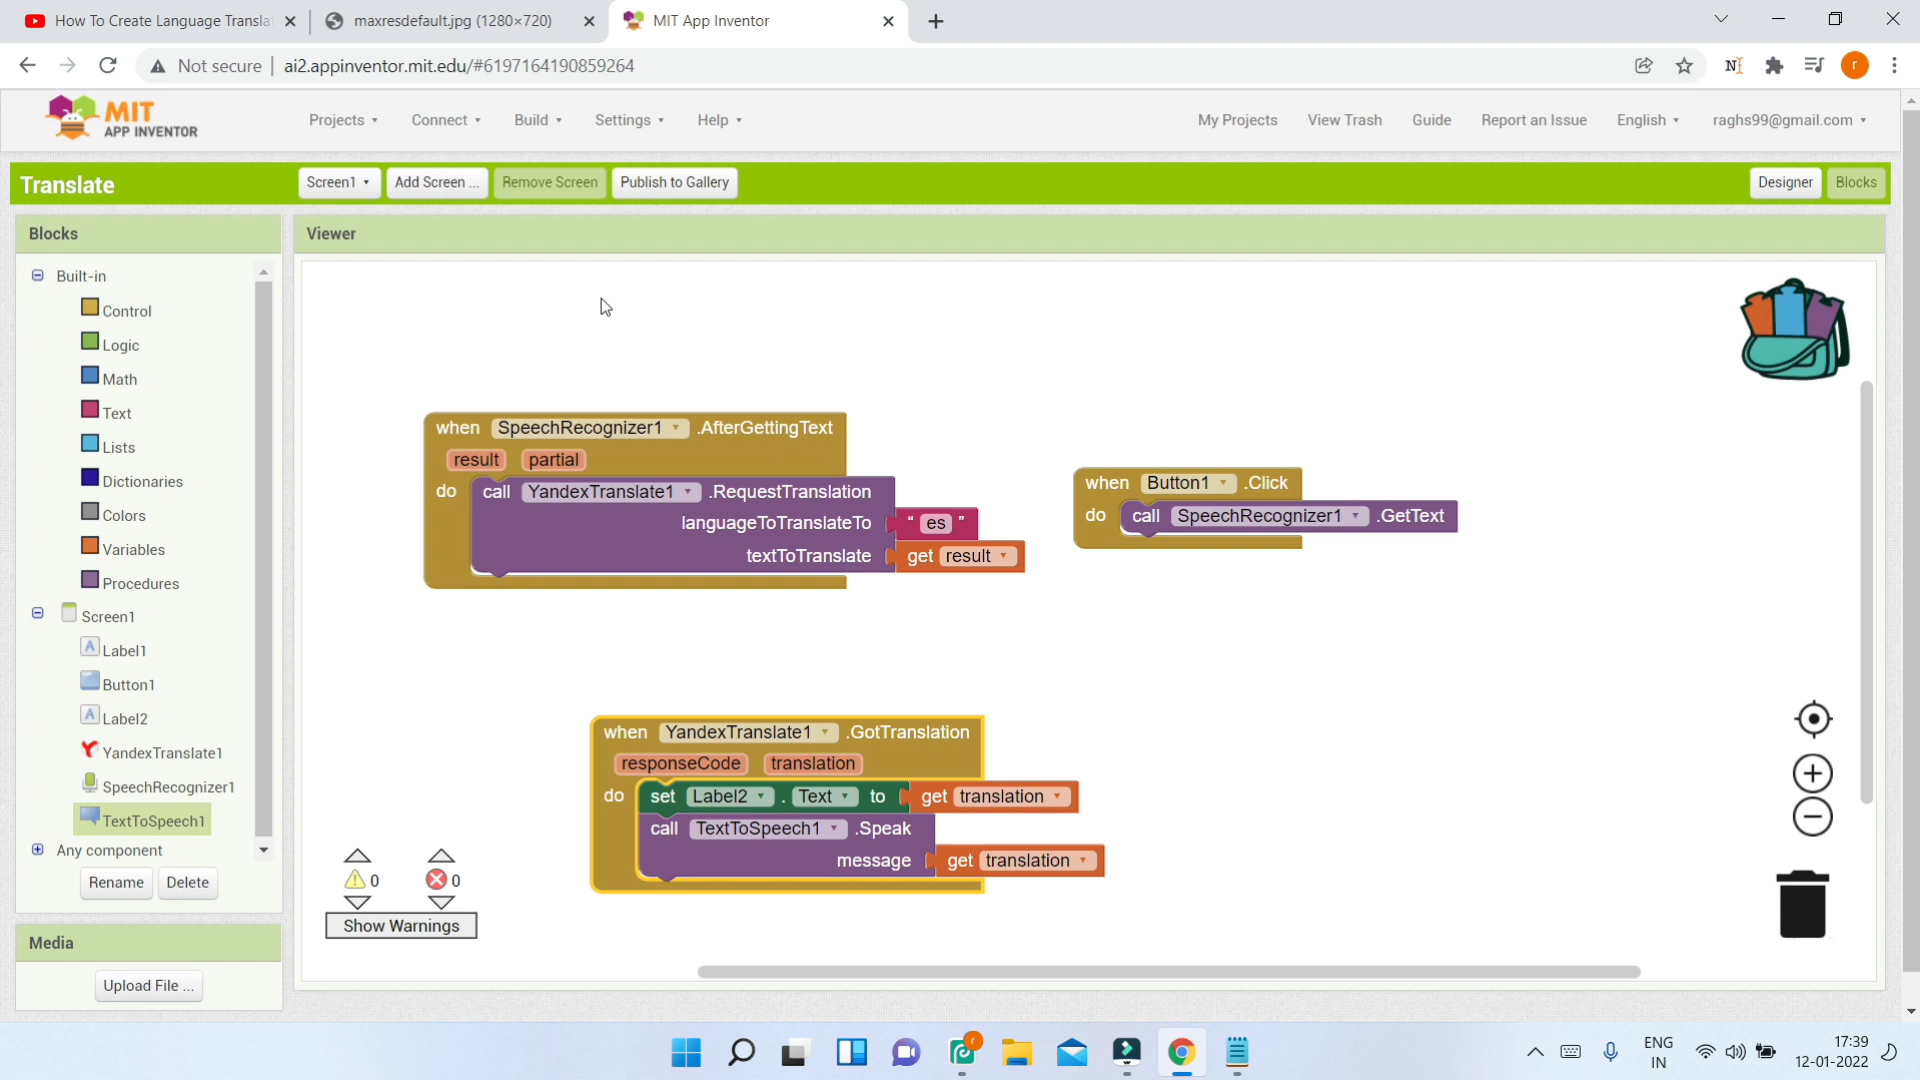 How To Create Language Transla
maxresdefault.jpg (1280×720)
MIT App Inventor
Not secure
ai2.appinventor.mit.edu/#6197164190859264
r
MIT
APP INVENTOR
Projects
Connect
Build
Settings
Help
My Projects
View Trash
Guide
Report an Issue
English
raghs99@gmail.com
Translate
Screen1
Add Screen ...
Remove Screen
Publish to Gallery
Designer
Blocks
Blocks
Built-in
Control
Logic
Math
Text
Lists
Dictionaries
Colors
Variables
Procedures
Screen1
Label1
Button1
Label2
YandexTranslate1
SpeechRecognizer1
TextToSpeech1
Any component
Rename
Delete
Media
Upload File ...
Viewer
when SpeechRecognizer1 .AfterGettingText
result partial
do call YandexTranslate1 .RequestTranslation
languageToTranslateTo " es "
textToTranslate get result
when Button1 .Click
do call SpeechRecognizer1 .GetText
when YandexTranslate1 .GotTranslation
responseCode translation
do set Label2 . Text to get translation
call TextToSpeech1 .Speak
message get translation
0
0
Show Warnings
r
ENG
IN
17:39
12-01-2022